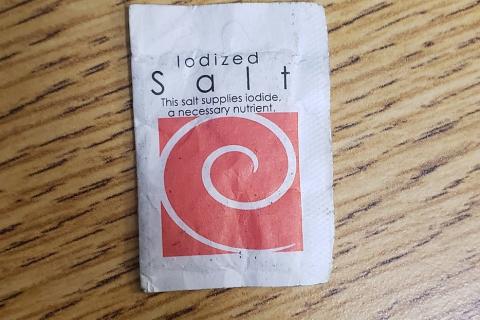 Iodized
Salt
This salt supplies iodide,
a necessary nutrient.